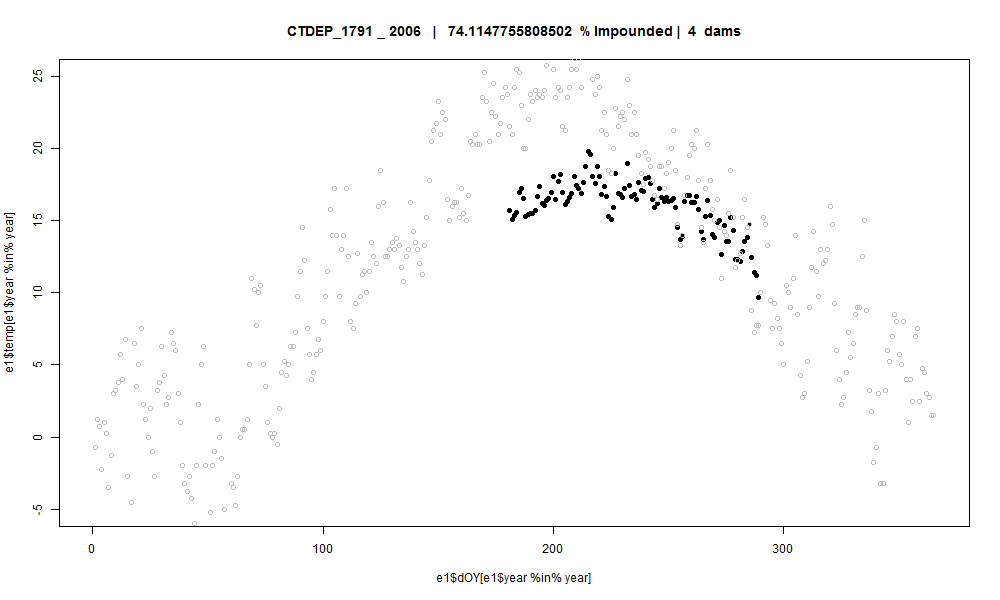 CTDEP_1791 _ 2006 | 74.1147755808502 % Impounded | 4 dams
25
20
15
10
5
0
-5
e1$temp[e1$year %in% year]
0 100 200 300
e1$dOY[e1$year %in% year]